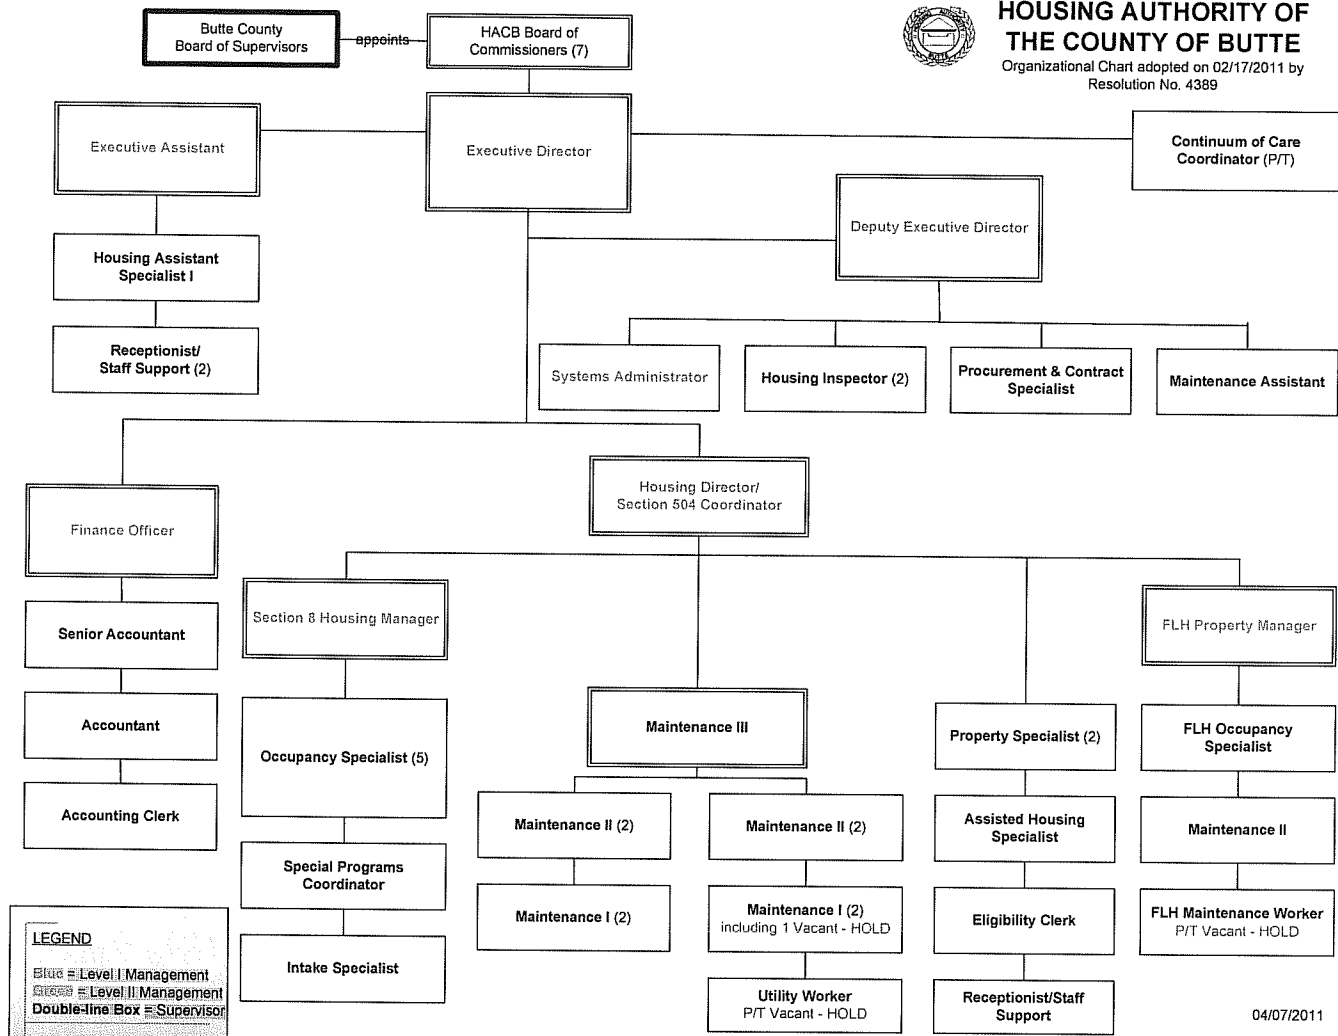 HOUSING AUTHORITY OF
THE COUNTY OF BUTTE
Organizational Chart adopted on 02/17/2011 by
Resolution No. 4389
Butte County
Board of Supervisors
appoints
HACB Board of
Commissioners (7)
Executive Assistant
Executive Director
Continuum of Care
Coordinator (P/T)
Deputy Executive Director
Housing Assistant
Specialist I
Receptionist/
Staff Support (2)
Systems Administrator
Housing Inspector (2)
Procurement & Contract
Specialist
Maintenance Assistant
Housing Director/
Section 504 Coordinator
Finance Officer
Senior Accountant
Accountant
Accounting Clerk
Section 8 Housing Manager
Occupancy Specialist (5)
Special Programs
Coordinator
Intake Specialist
Maintenance III
Maintenance II (2)
Maintenance I (2)
Maintenance II (2)
Maintenance I (2)
including 1 Vacant - HOLD
Utility Worker
P/T Vacant - HOLD
Property Specialist (2)
Assisted Housing
Specialist
Eligibility Clerk
Receptionist/Staff
Support
FLH Property Manager
FLH Occupancy
Specialist
Maintenance II
FLH Maintenance Worker
P/T Vacant - HOLD
LEGEND
Blue = Level I Management
Green = Level II Management
Double-line Box = Supervisor
04/07/2011